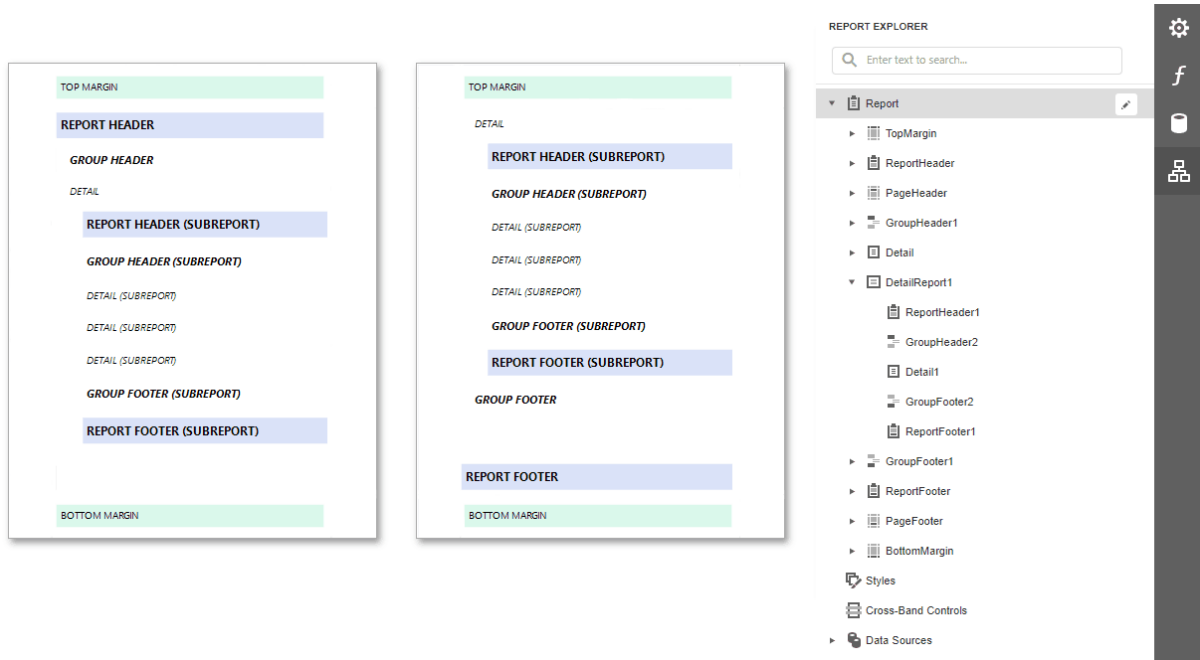 TOP MARGIN
REPORT HEADER
GROUP HEADER
DETAIL
REPORT HEADER (SUBREPORT)
GROUP HEADER (SUBREPORT)
DETAIL (SUBREPORT)
DETAIL (SUBREPORT)
DETAIL (SUBREPORT)
GROUP FOOTER (SUBREPORT)
REPORT FOOTER (SUBREPORT)
BOTTOM MARGIN
TOP MARGIN
DETAIL
REPORT HEADER (SUBREPORT)
GROUP HEADER (SUBREPORT)
DETAIL (SUBREPORT)
DETAIL (SUBREPORT)
DETAIL (SUBREPORT)
GROUP FOOTER (SUBREPORT)
REPORT FOOTER (SUBREPORT)
GROUP FOOTER
REPORT FOOTER
BOTTOM MARGIN
REPORT EXPLORER
Enter text to search...
Report
TopMargin
ReportHeader
PageHeader
GroupHeader1
Detail
DetailReport1
ReportHeader1
GroupHeader2
Detail1
GroupFooter2
ReportFooter1
GroupFooter1
ReportFooter
PageFooter
BottomMargin
Styles
Cross-Band Controls
Data Sources